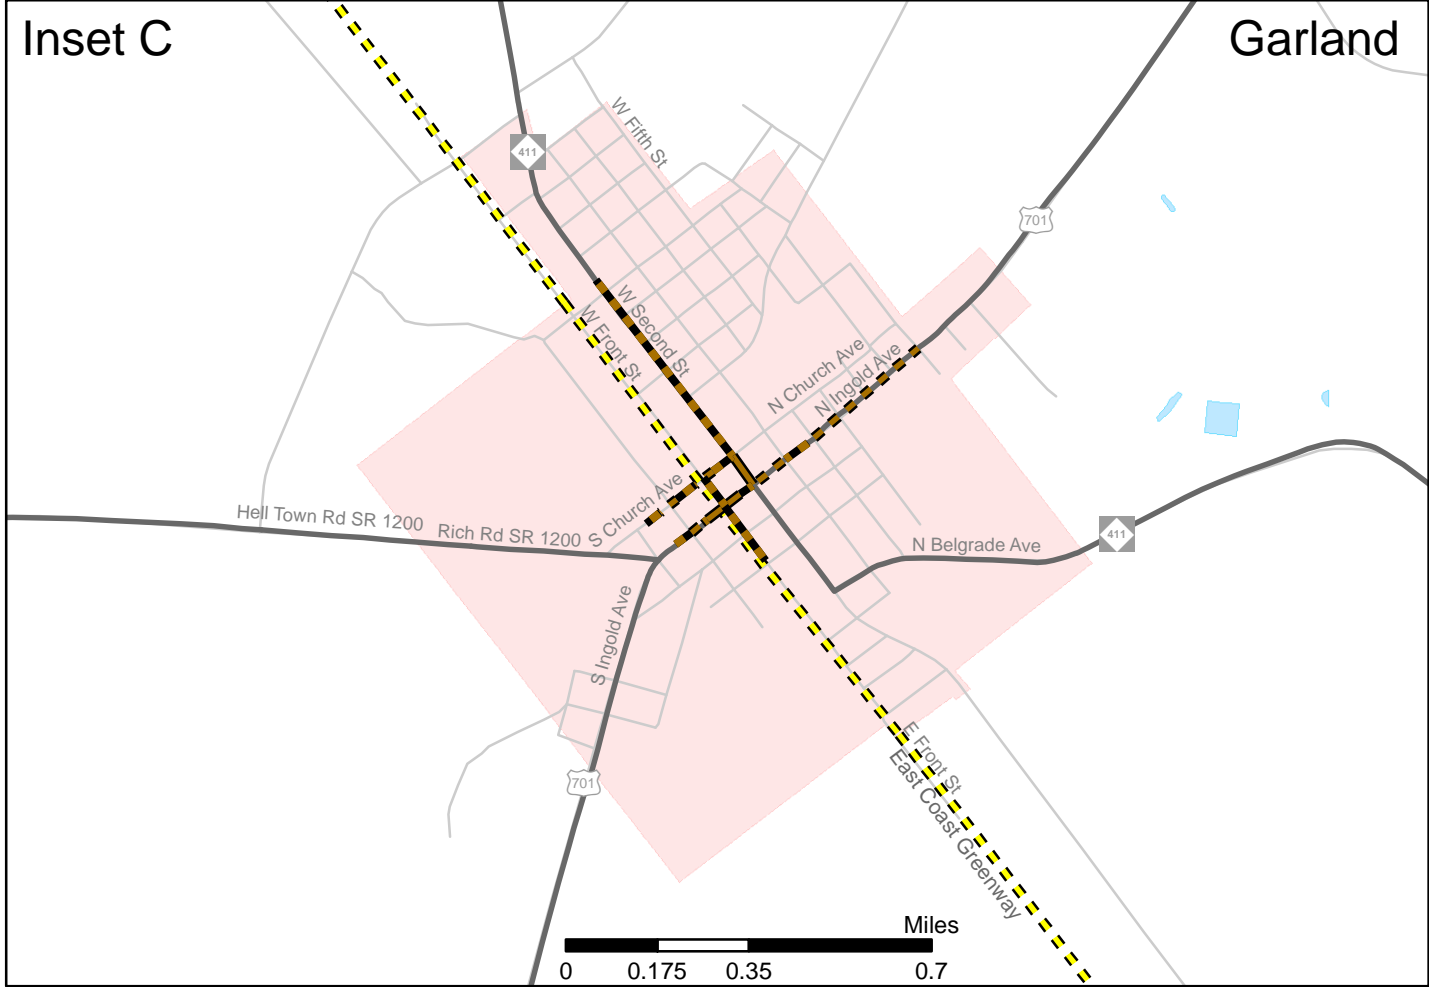 Inset C
Garland
W Fifth St
411
701
W Second St
W Front St
N Church Ave
N Ingold Ave
S Church Ave
Hell Town Rd SR 1200
Rich Rd SR 1200
N Belgrade Ave
411
S Ingold Ave
701
E Front St
East Coast Greenway
Miles
0
0.175
0.35
0.7